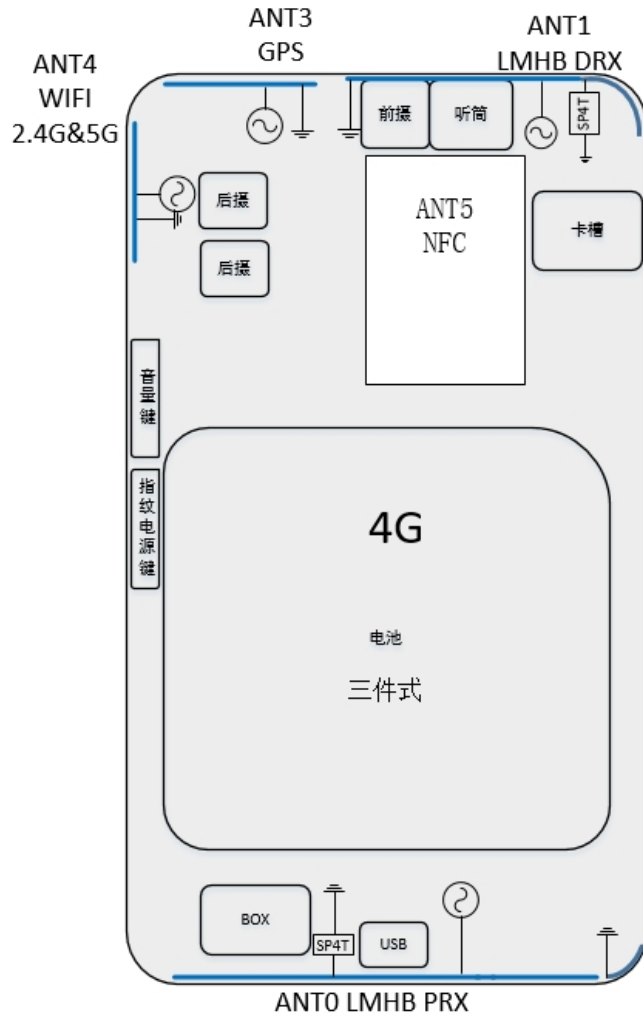 ANT3
GPS
ANT1
LMHB DRX
ANT4
WIFI
2.4G&5G
前摄
听筒
SP4T
后摄
ANT5
NFC
卡槽
后摄
音量键
指纹电源键
4G
电池
三件式
BOX
SP4T
USB
ANT0 LMHB PRX